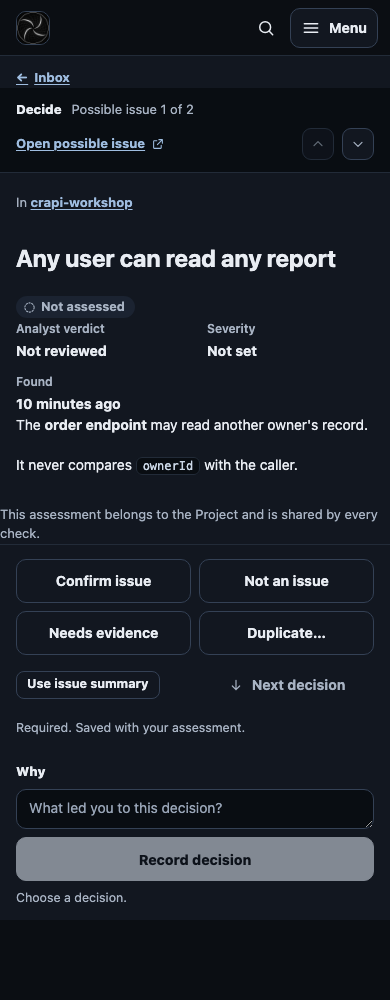 Menu
← Inbox
Decide Possible issue 1 of 2
Open possible issue
In crapi-workshop
Any user can read any report
Not assessed
Analyst verdict
Not reviewed
Severity
Not set
Found
10 minutes ago
The order endpoint may read another owner's record.
It never compares ownerId with the caller.
This assessment belongs to the Project and is shared by every
check.
Confirm issue
Not an issue
Needs evidence
Duplicate...
Use issue summary
↓ Next decision
Required. Saved with your assessment.
Why
What led you to this decision?
Record decision
Choose a decision.